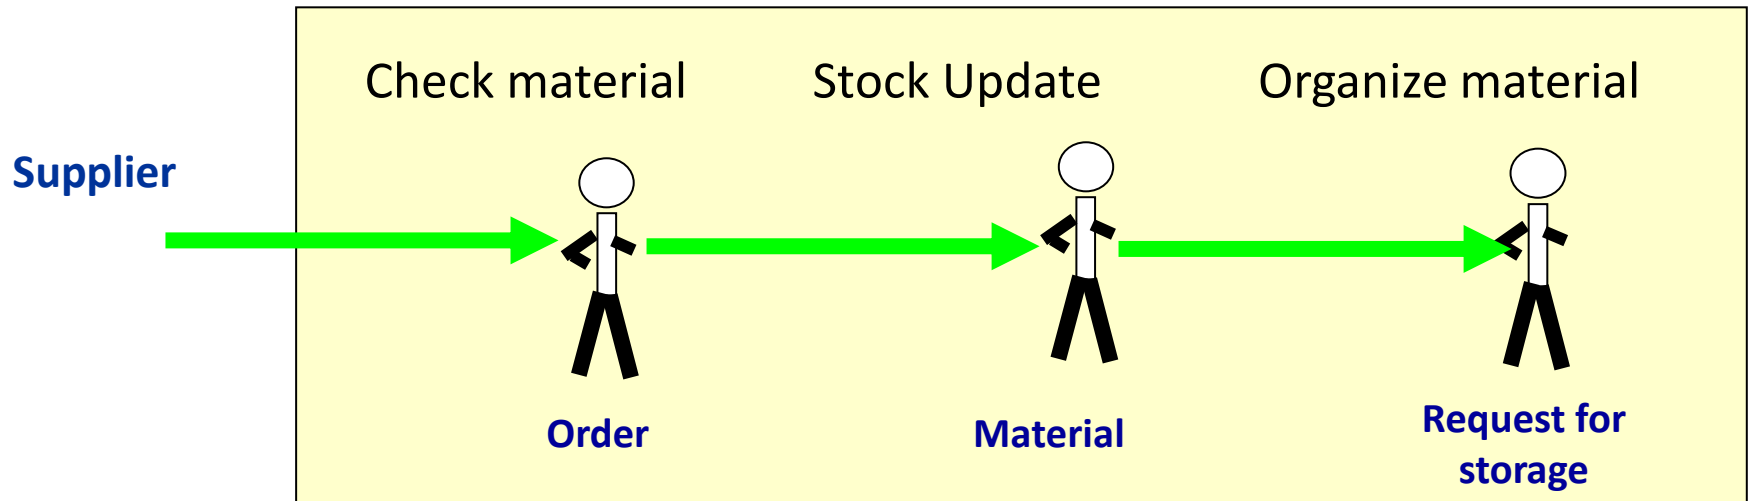 Check material
Stock Update
Organize material
Supplier
Order
Material
Request for
storage